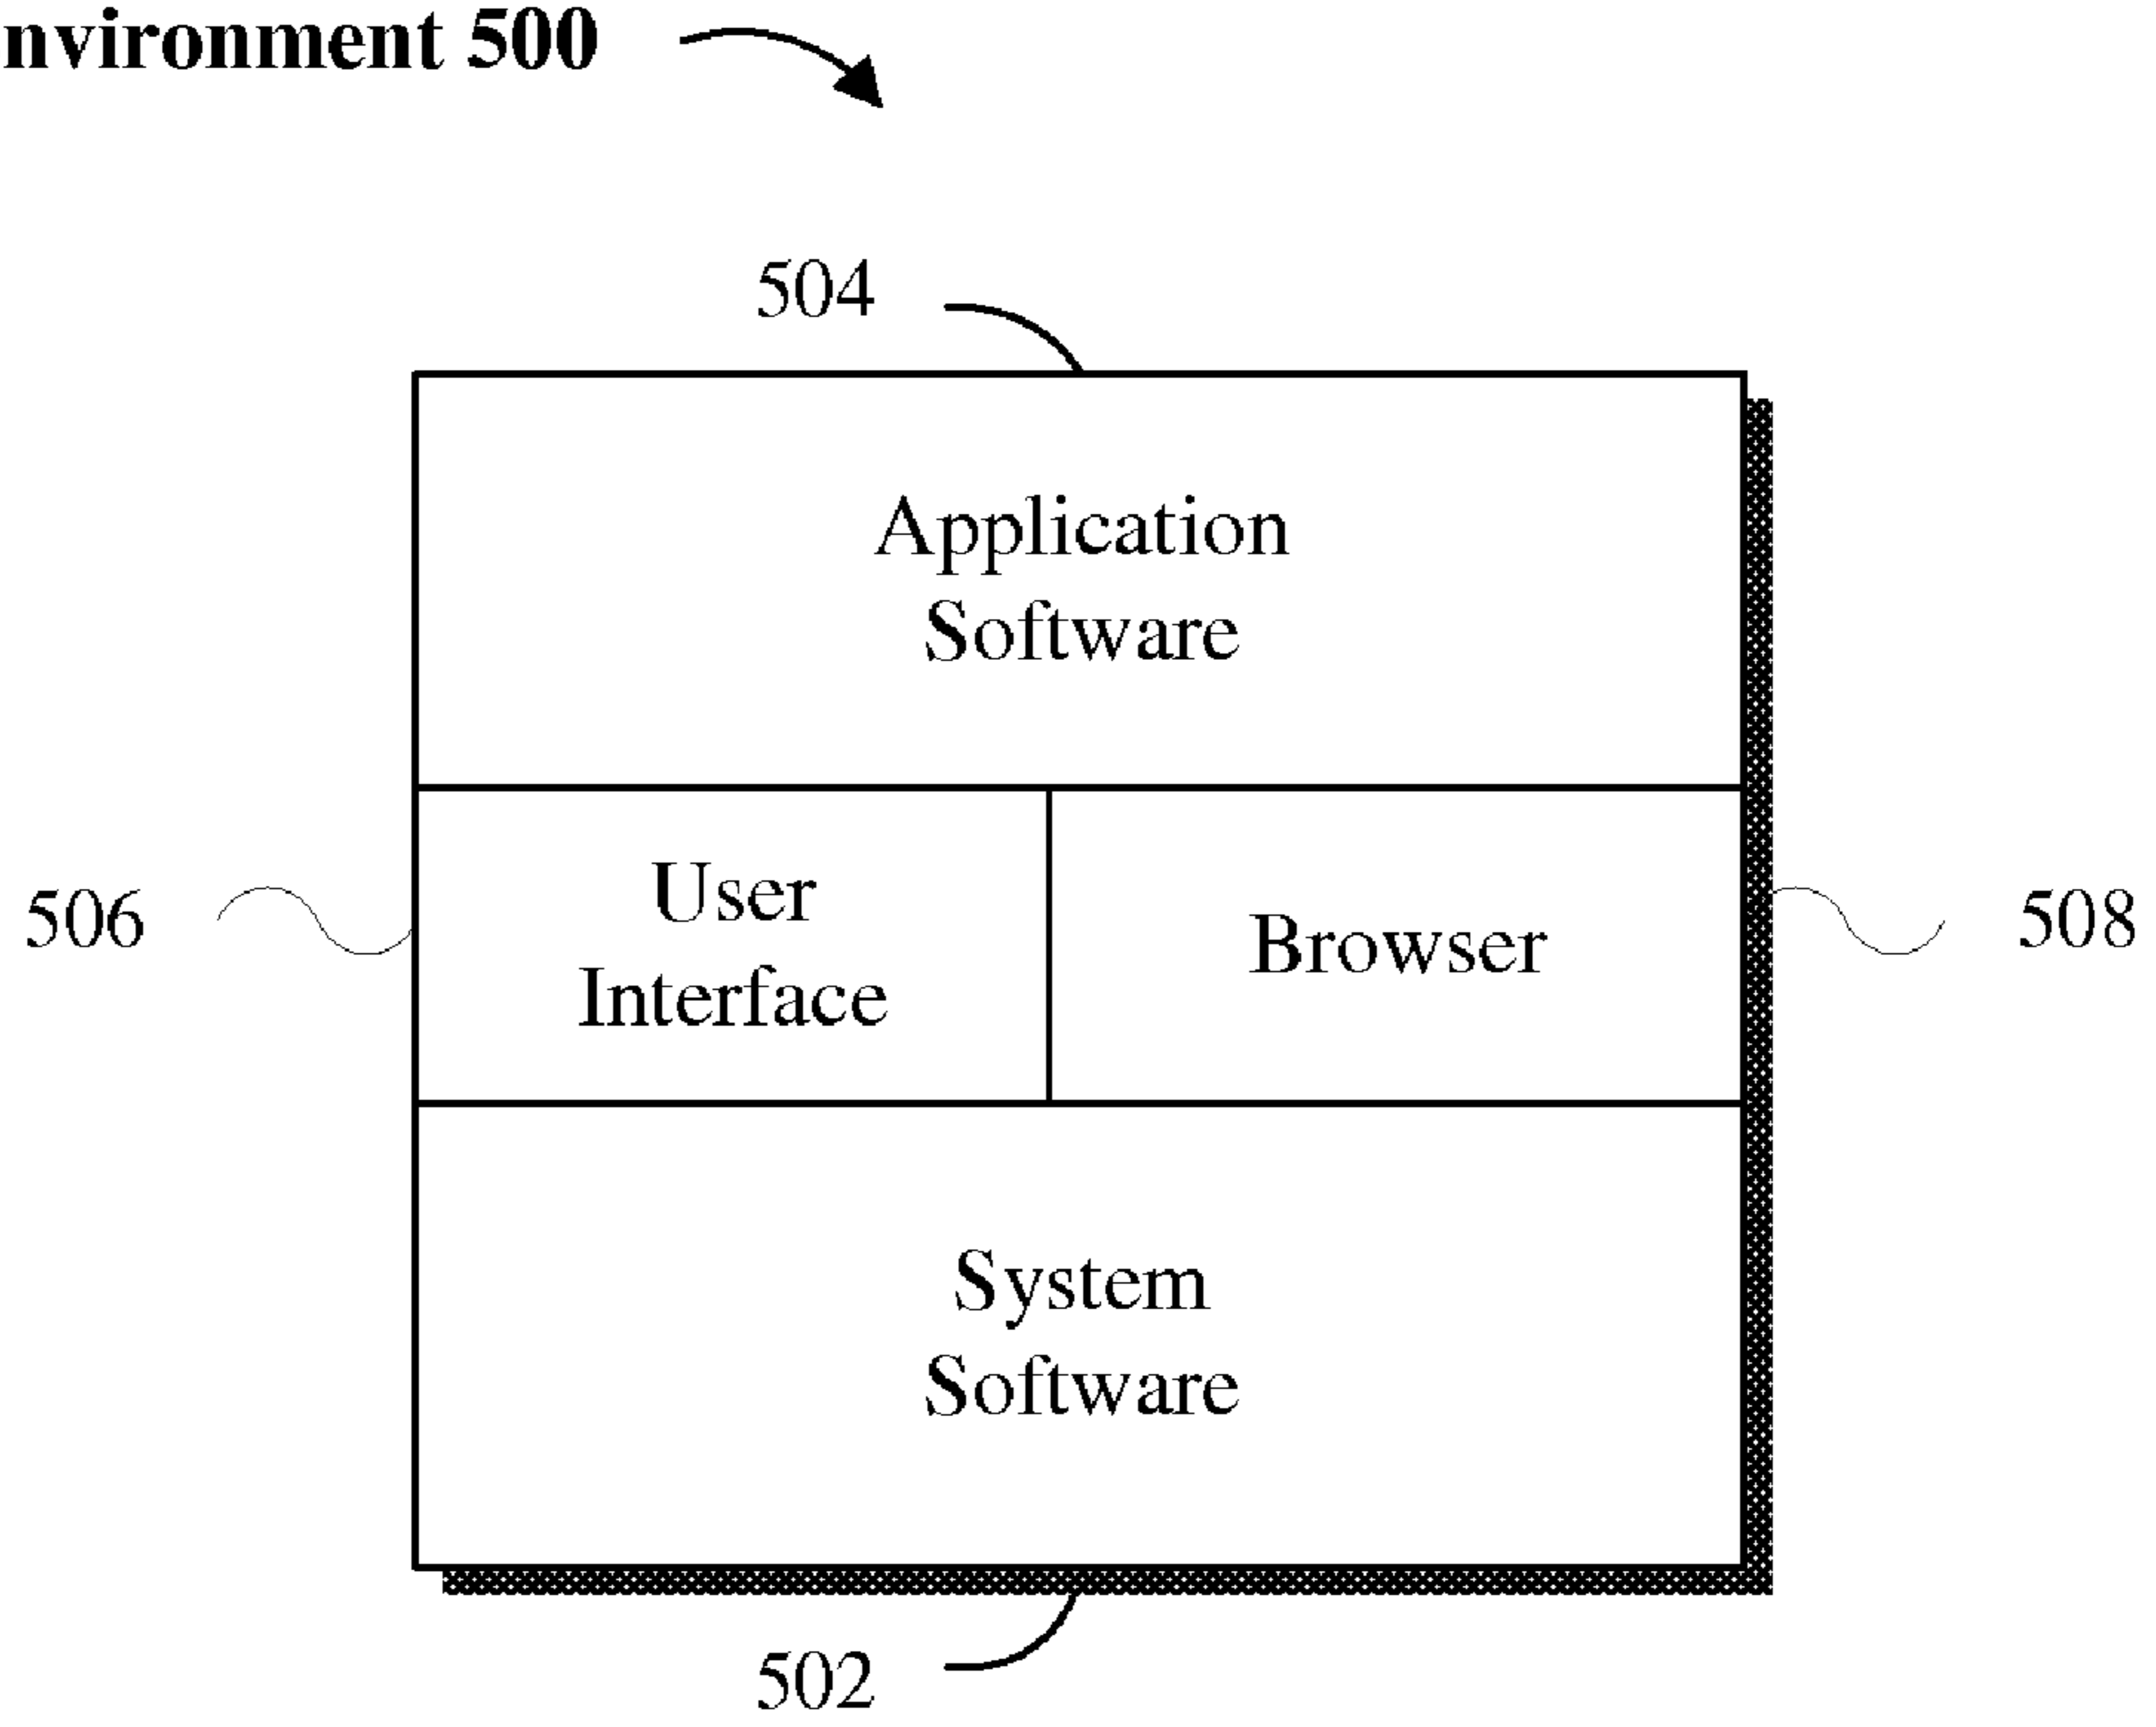 nvironment 500
504
Application
Software
User
Interface
Browser
506
508
System
Software
502